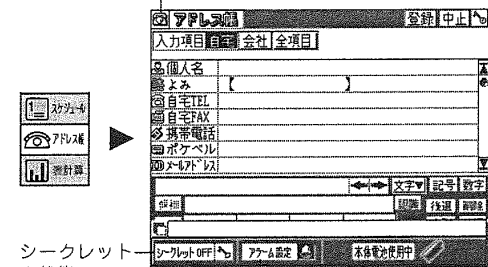 アドレス帳 登録 中止
入力項目 自宅 会社 全項目
個人名
よみ 【 】
自宅TEL
自宅FAX
携帯電話
ポケベル
メールアドレス
文字▼ 記号 数字
候補 認識 後退 削除
シークレットOFF アラーム設定 本体電池使用中
1 スケジュール
アドレス帳
表計算
シークレット